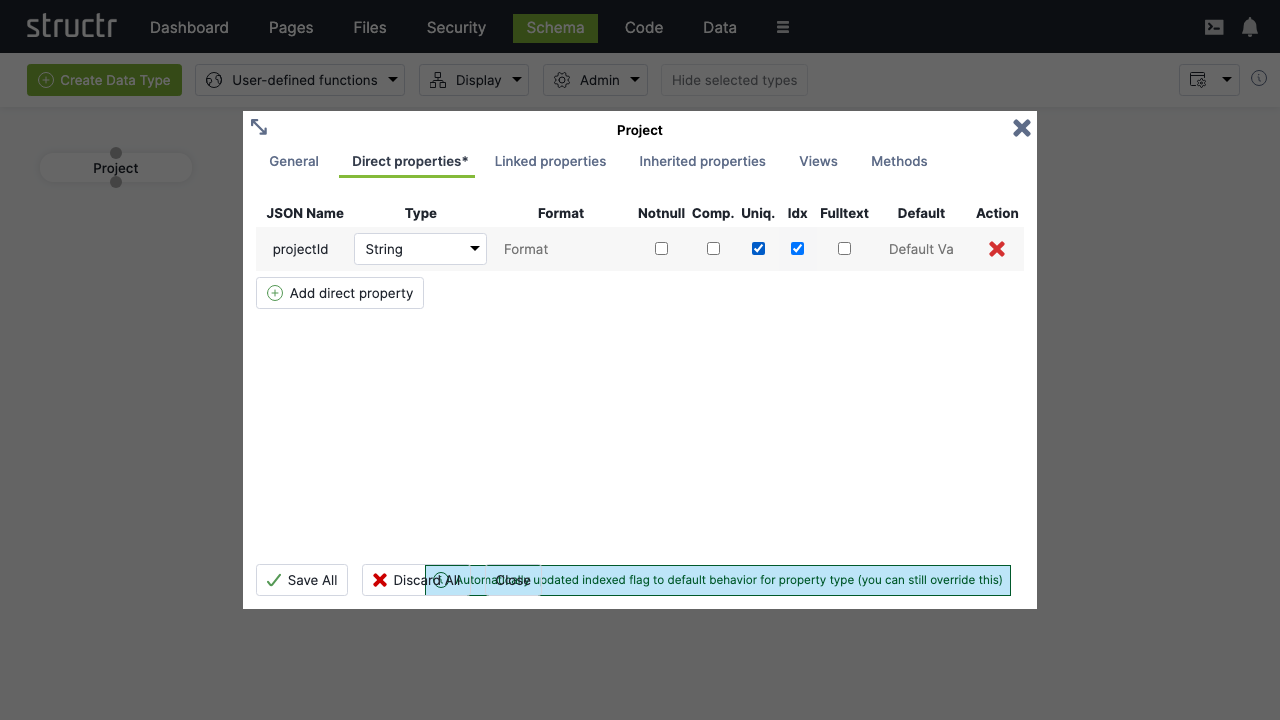 structr Dashboard Pages Files Security Schema Code Data
Create Data Type User-defined functions Display Admin Hide selected types
Project
Project
General Direct properties* Linked properties Inherited properties Views Methods
JSON Name Type Format Notnull Comp. Uniq. Idx Fulltext Default Action
projectId String Format Default Va
Add direct property
Save All Discard All Close Automatically updated indexed flag to default behavior for property type (you can still override this)